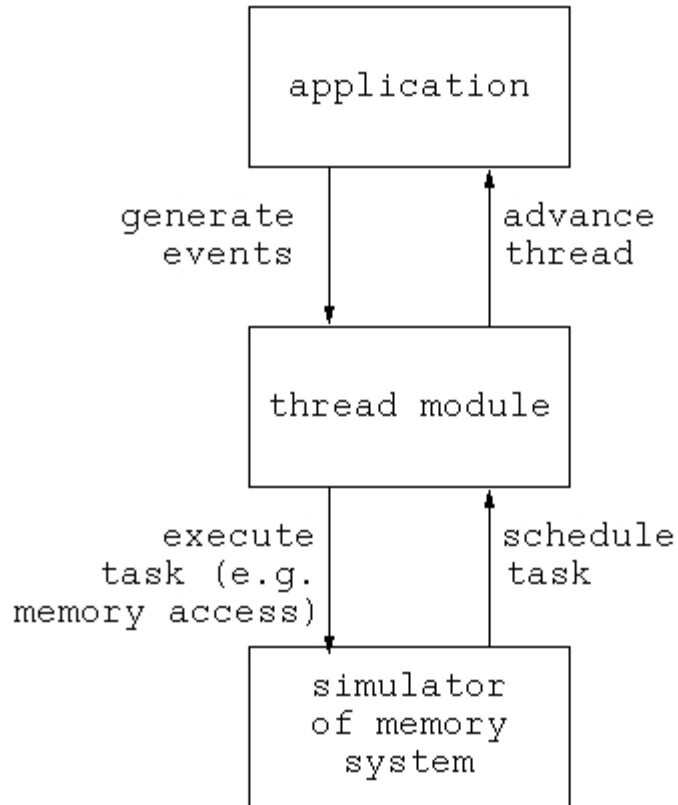 application
generate
events
advance
thread
thread module
execute
task (e.g.
memory access)
schedule
task
simulator
of memory
system